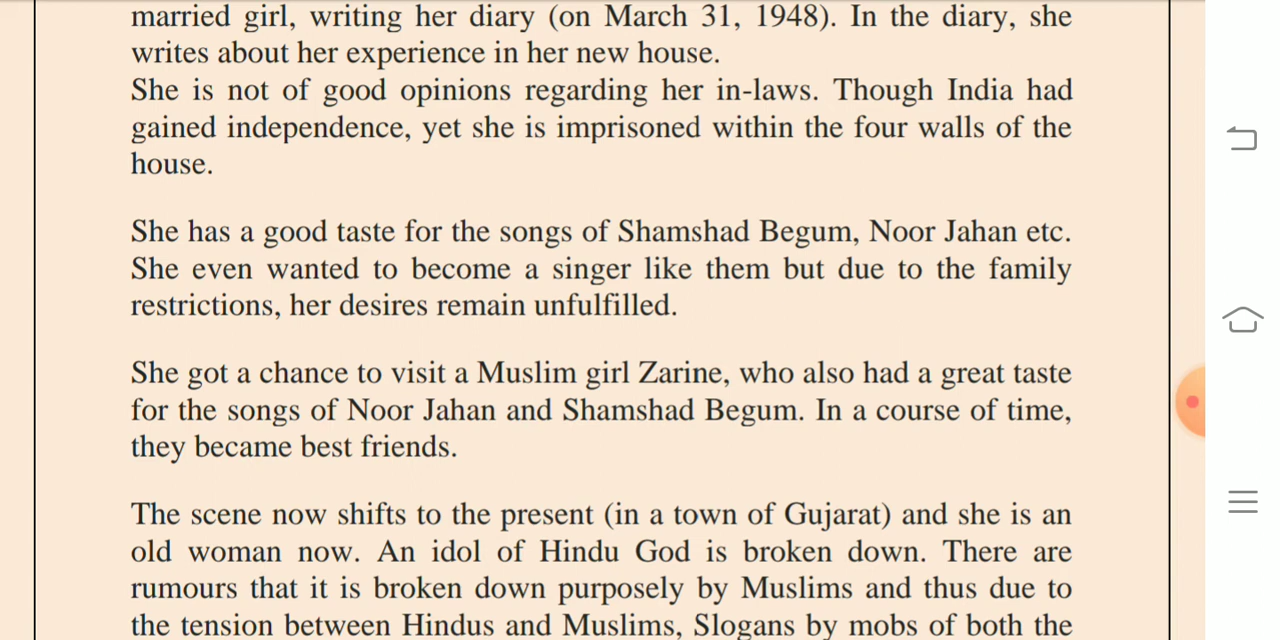 married girl, writing her diary (on March 31, 1948). In the diary, she
writes about her experience in her new house.
She is not of good opinions regarding her in-laws. Though India had
gained independence, yet she is imprisoned within the four walls of the
house.
She has a good taste for the songs of Shamshad Begum, Noor Jahan etc.
She even wanted to become a singer like them but due to the family
restrictions, her desires remain unfulfilled.
She got a chance to visit a Muslim girl Zarine, who also had a great taste
for the songs of Noor Jahan and Shamshad Begum. In a course of time,
they became best friends.
The scene now shifts to the present (in a town of Gujarat) and she is an
old woman now. An idol of Hindu God is broken down. There are
rumours that it is broken down purposely by Muslims and thus due to
the tension between Hindus and Muslims, Slogans by mobs of both the